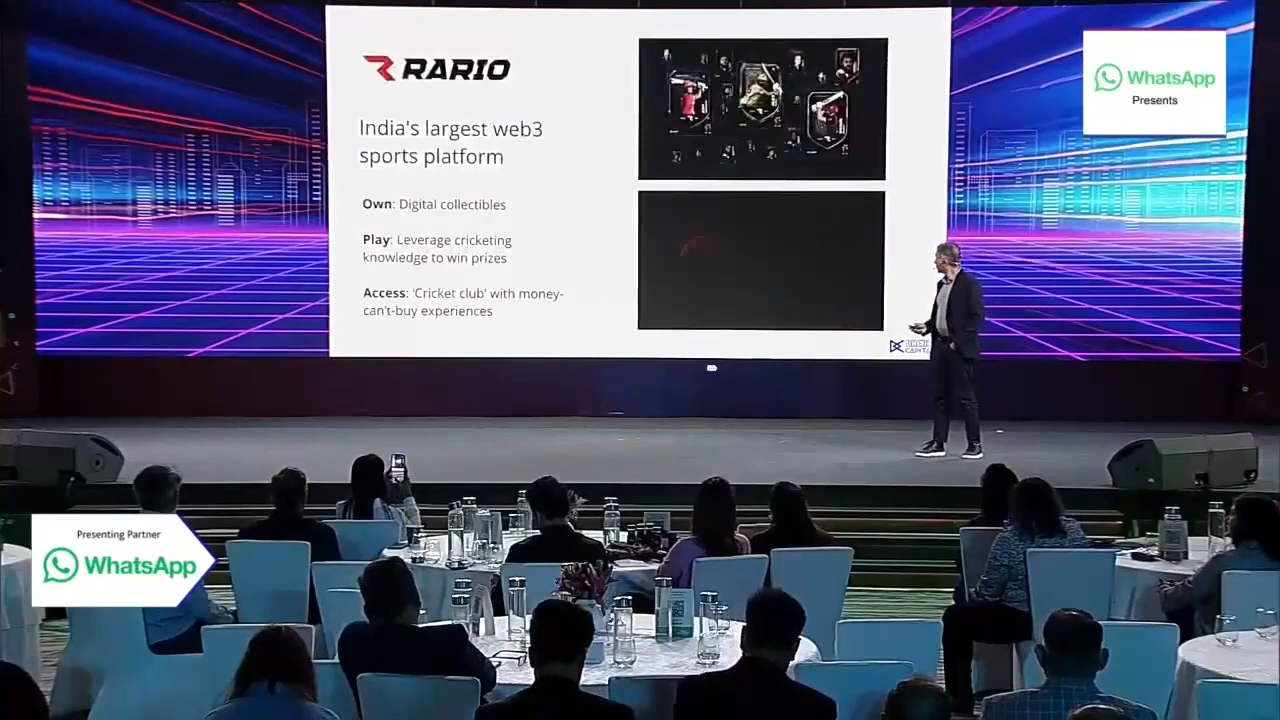 RARIO
India's largest web3
sports platform
Own: Digital collectibles
Play: Leverage cricketing
knowledge to win prizes
Access: 'Cricket club' with money-
can't-buy experiences
WhatsApp
Presents
Presenting Partner
WhatsApp